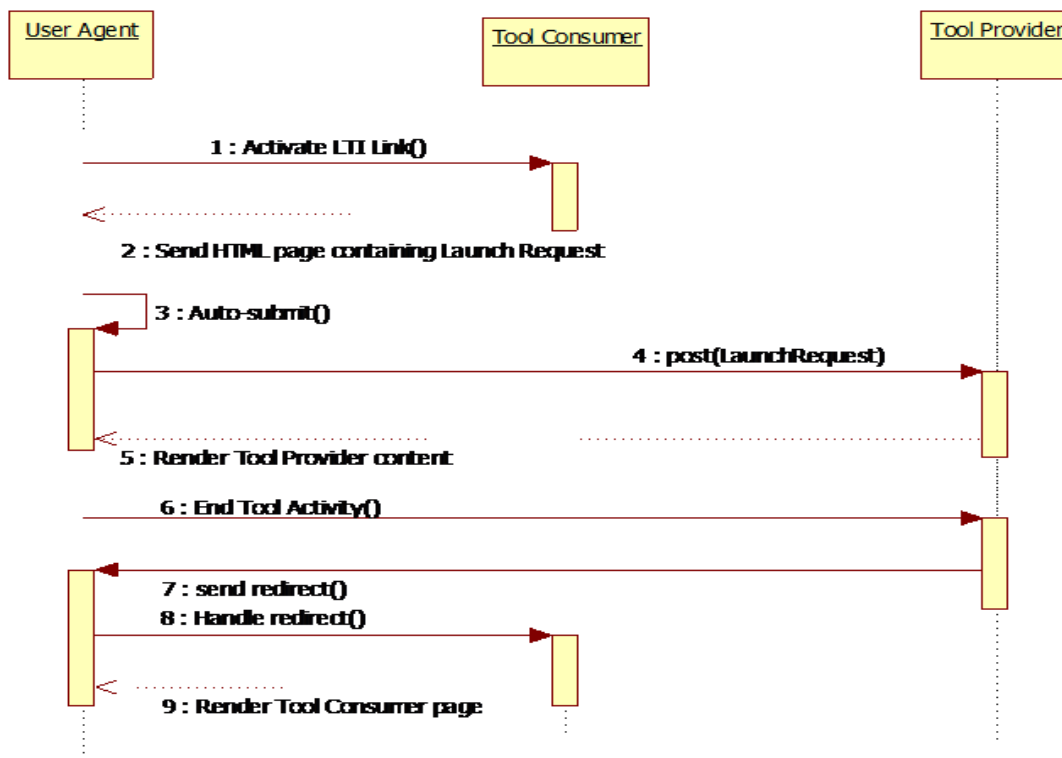 User Agent
Tool Consumer
Tool Provider
1 : Activate LTI Link()
2 : Send HTML page containing Launch Request
3 : Auto-submit()
4 : post(LaunchRequest)
5 : Render Tool Provider content
6 : End Tool Activity()
7 : send redirect()
8 : Handle redirect()
9 : Render Tool Consumer page